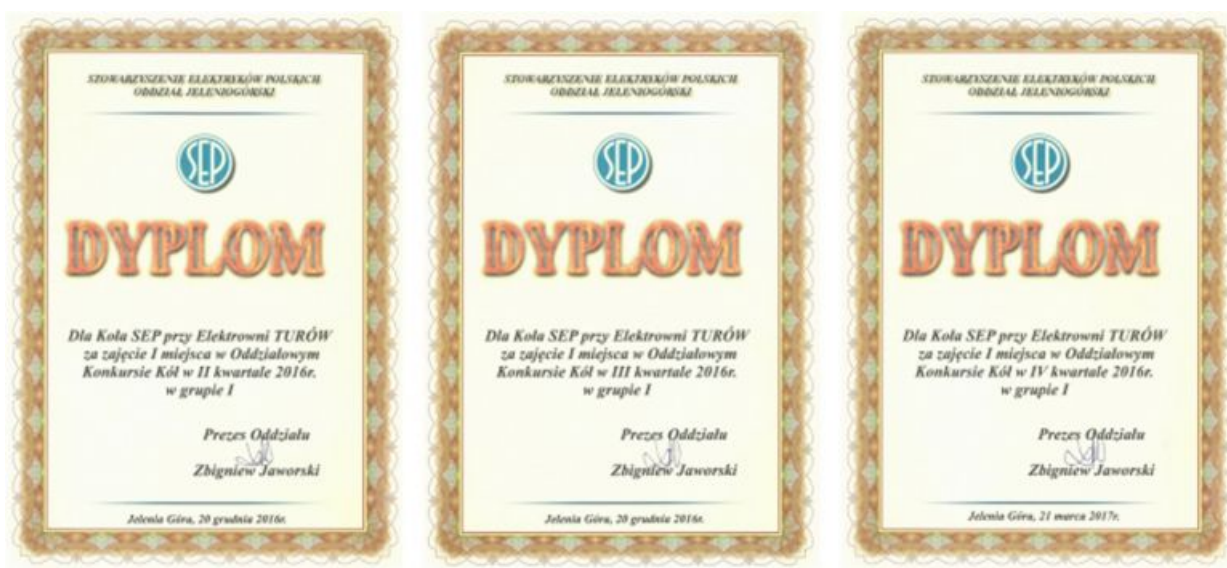 STOWARZYSZENIE ELEKTRYKÓW POLSKICH
ODDZIAŁ JELENIOGÓRSKI
SEP
DYPLOM
Dla Koła SEP przy Elektrowni TURÓW
za zajęcie I miejsca w Oddziałowym
Konkursie Kół w II kwartale 2016r.
w grupie I
Prezes Oddziału
Zbigniew Jaworski
Jelenia Góra, 20 grudnia 2016r.
STOWARZYSZENIE ELEKTRYKÓW POLSKICH
ODDZIAŁ JELENIOGÓRSKI
SEP
DYPLOM
Dla Koła SEP przy Elektrowni TURÓW
za zajęcie I miejsca w Oddziałowym
Konkursie Kół w III kwartale 2016r.
w grupie I
Prezes Oddziału
Zbigniew Jaworski
Jelenia Góra, 20 grudnia 2016r.
STOWARZYSZENIE ELEKTRYKÓW POLSKICH
ODDZIAŁ JELENIOGÓRSKI
SEP
DYPLOM
Dla Koła SEP przy Elektrowni TURÓW
za zajęcie I miejsca w Oddziałowym
Konkursie Kół w IV kwartale 2016r.
w grupie I
Prezes Oddziału
Zbigniew Jaworski
Jelenia Góra, 21 marca 2017r.